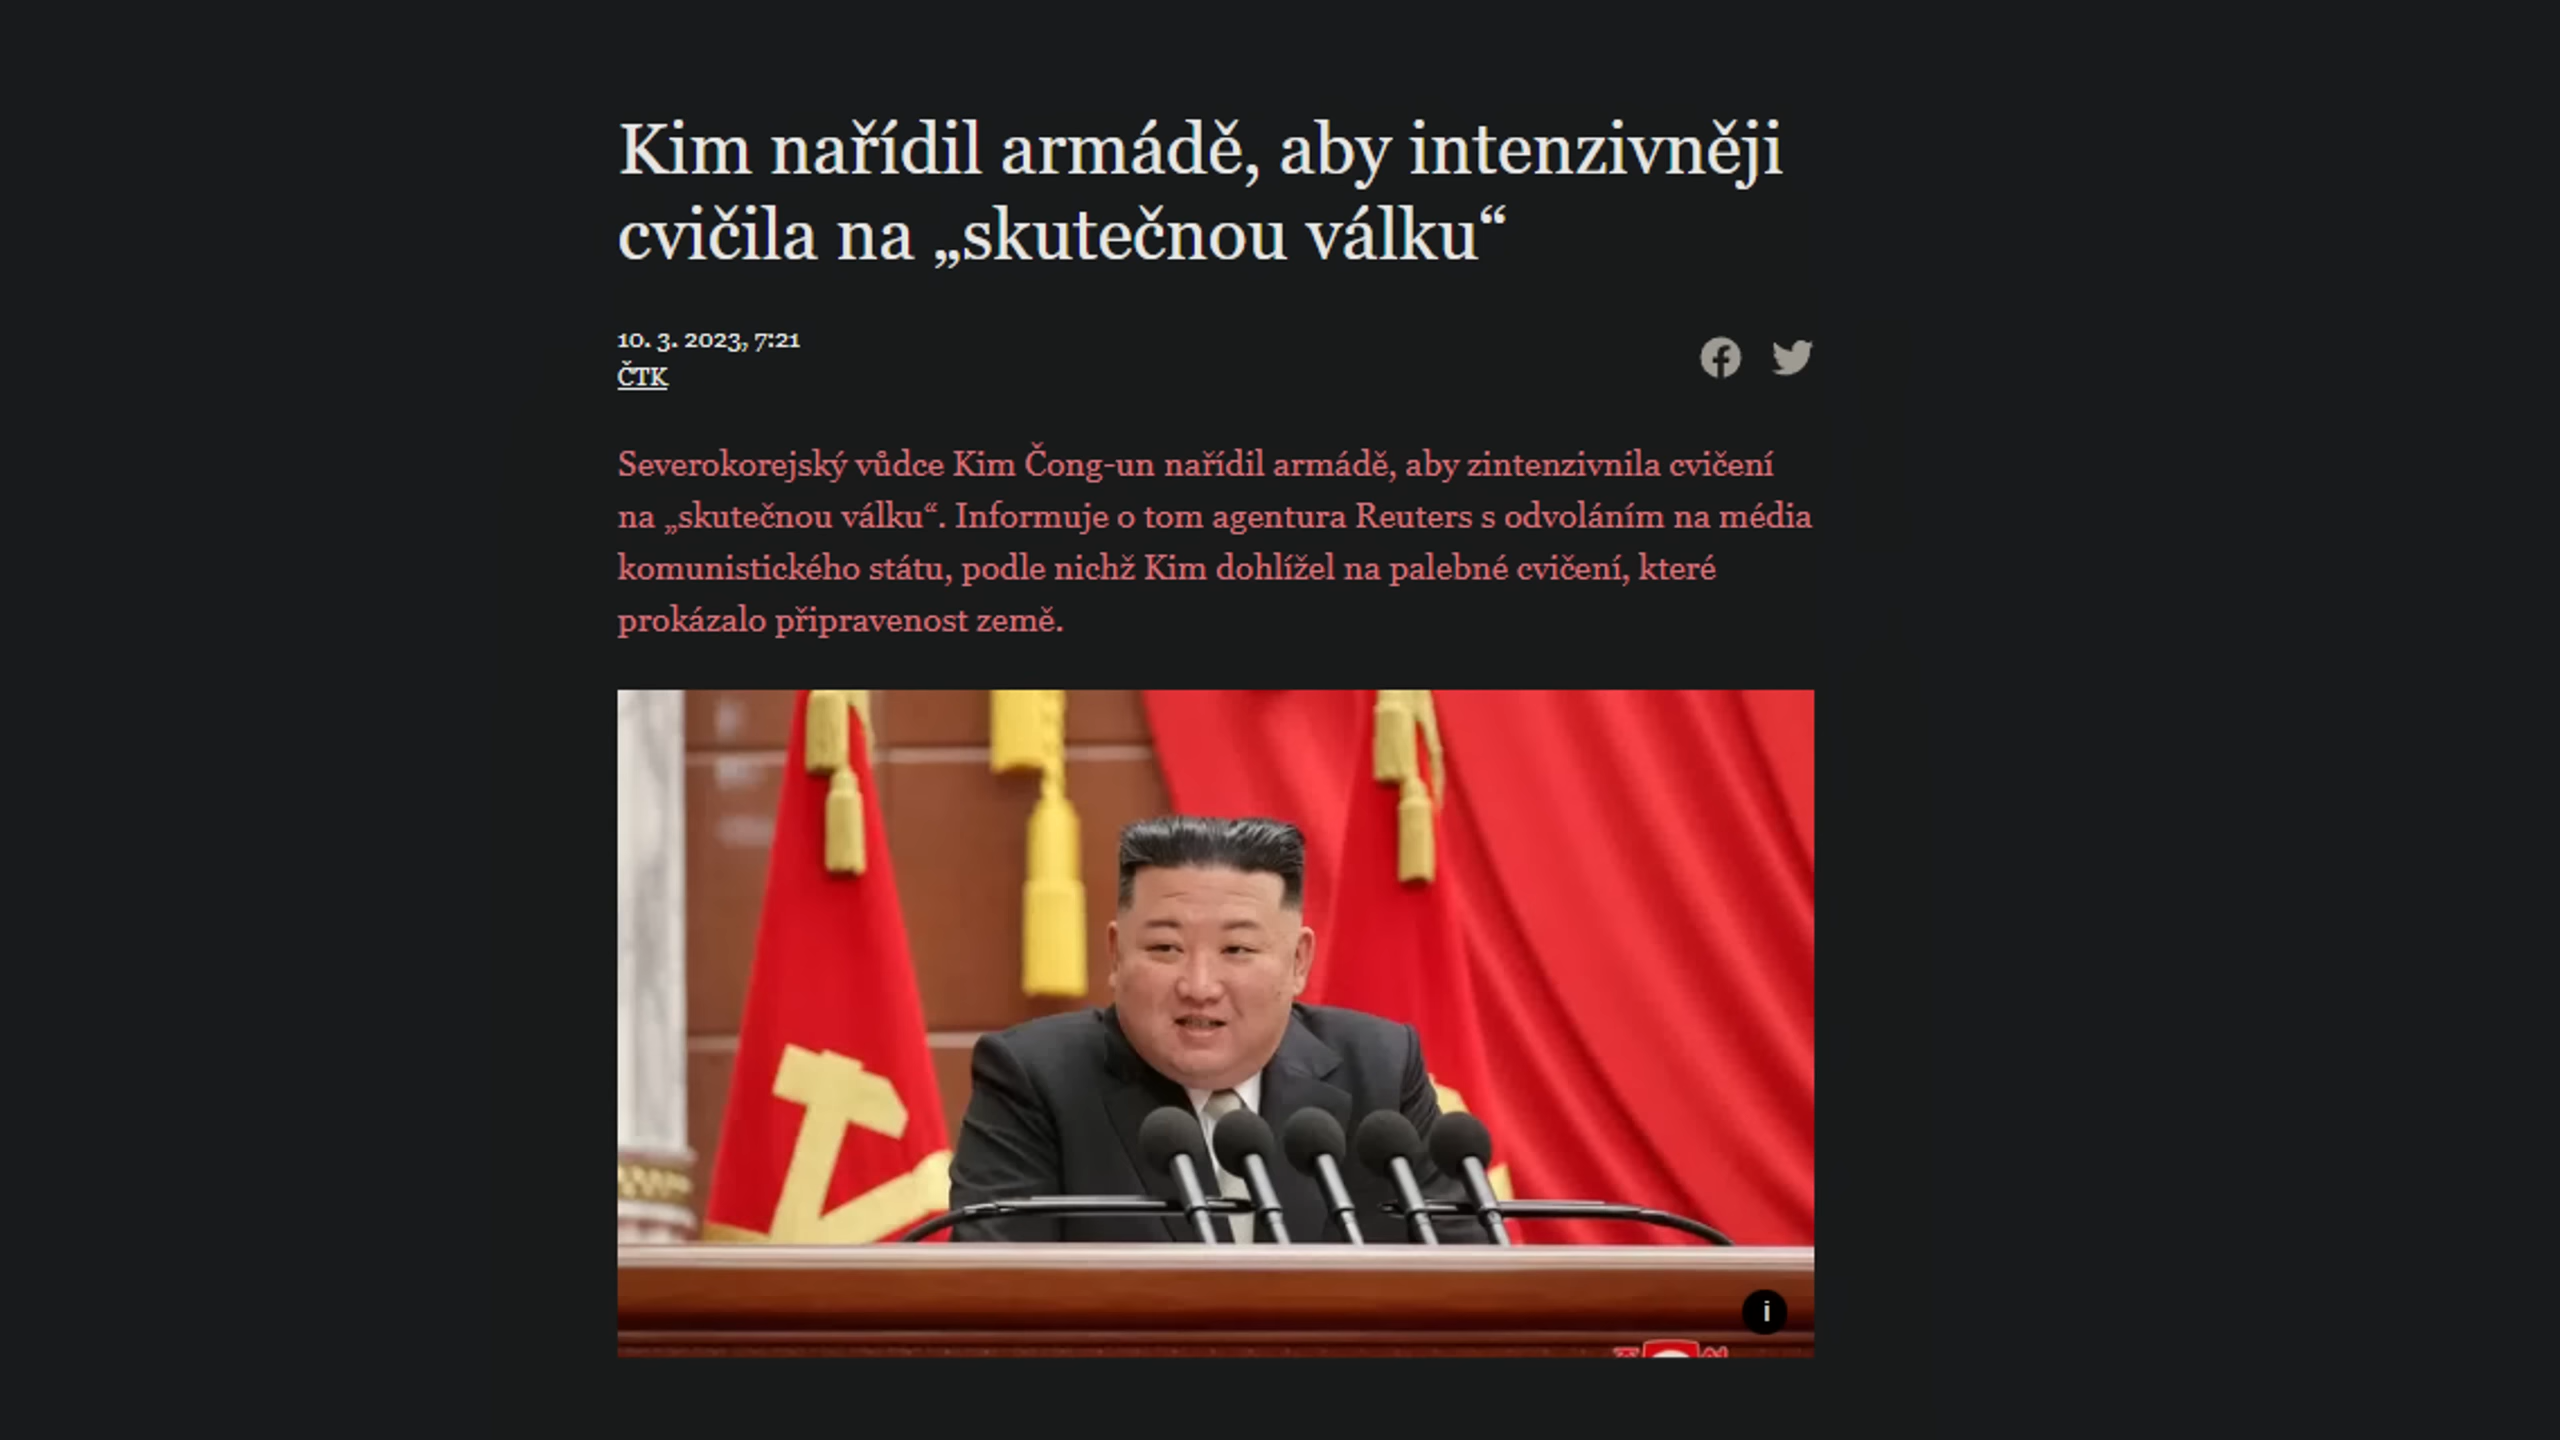 Kim nařídil armádě, aby intenzivněji
cvičila na „skutečnou válku“
10. 3. 2023, 7:21
ČTK
Severokorejský vůdce Kim Čong-un nařídil armádě, aby zintenzivnila cvičení
na „skutečnou válku“. Informuje o tom agentura Reuters s odvoláním na média
komunistického státu, podle nichž Kim dohlížel na palebné cvičení, které
prokázalo připravenost země.
i